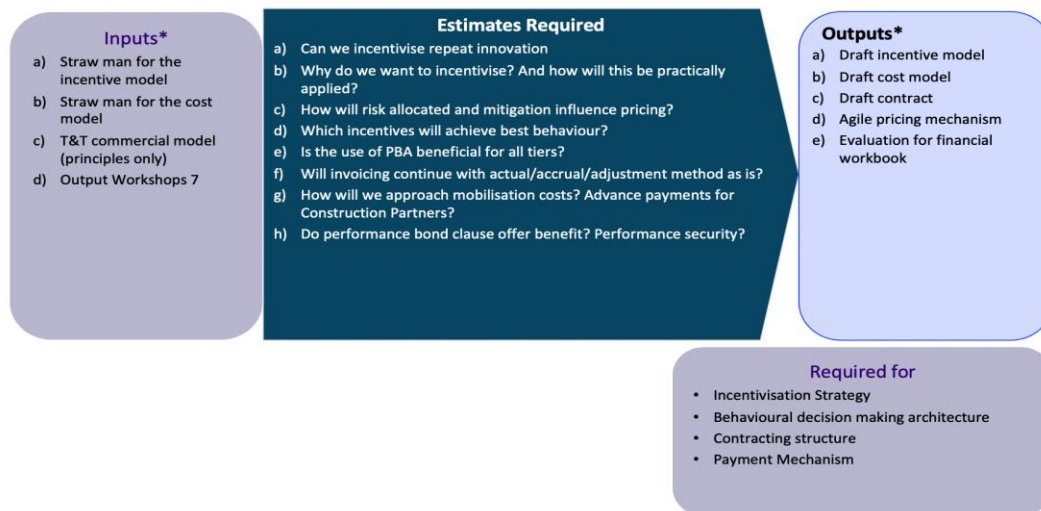 Inputs*
a) Straw man for the
incentive model
b) Straw man for the cost
model
c) T&T commercial model
(principles only)
d) Output Workshops 7
Estimates Required
a) Can we incentivise repeat innovation
b) Why do we want to incentivise? And how will this be practically
applied?
c) How will risk allocated and mitigation influence pricing?
d) Which incentives will achieve best behaviour?
e) Is the use of PBA beneficial for all tiers?
f) Will invoicing continue with actual/accrual/adjustment method as is?
g) How will we approach mobilisation costs? Advance payments for
Construction Partners?
h) Do performance bond clause offer benefit? Performance security?
Outputs*
a) Draft incentive model
b) Draft cost model
c) Draft contract
d) Agile pricing mechanism
e) Evaluation for financial
workbook
Required for
• Incentivisation Strategy
• Behavioural decision making architecture
• Contracting structure
• Payment Mechanism